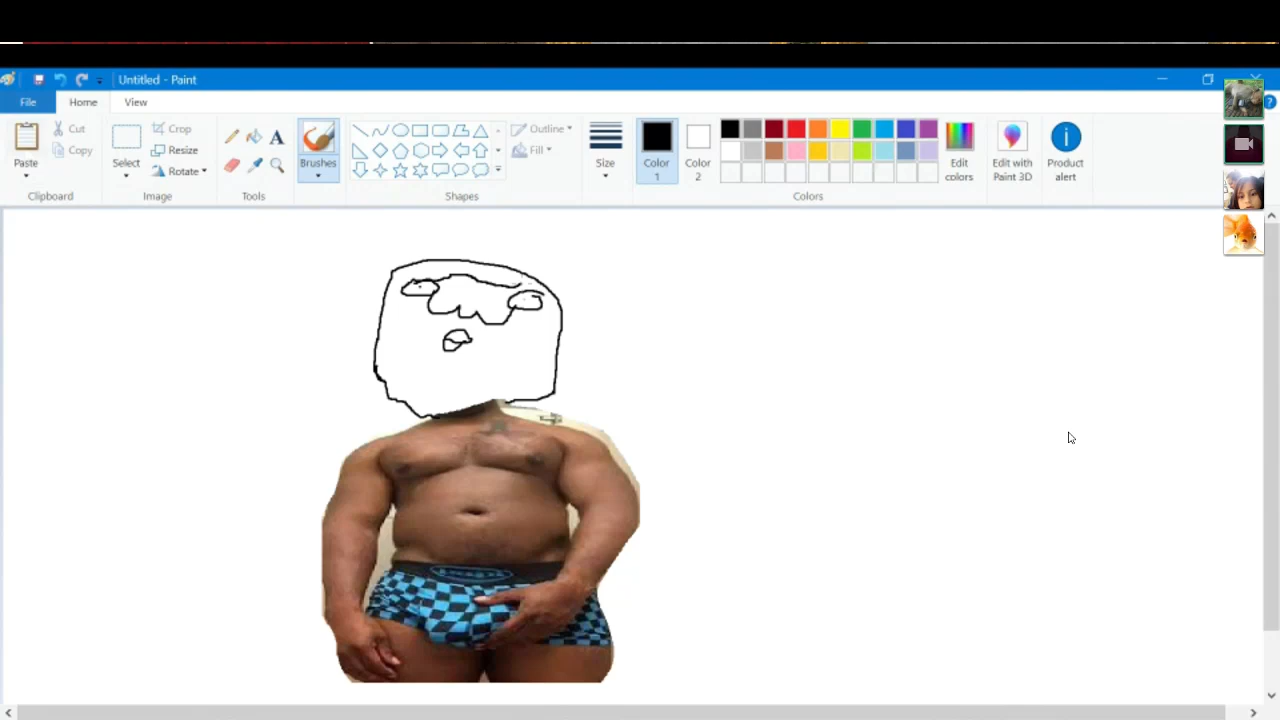 Untitled - Paint
File Home View
Paste
Cut
Copy
Clipboard
Select
Crop
Resize
Rotate
Image
A
Tools
Brushes
Shapes
Outline
Fill
Size
Color
1
Color
2
Edit
colors
Colors
Edit with
Paint 3D
Product
alert